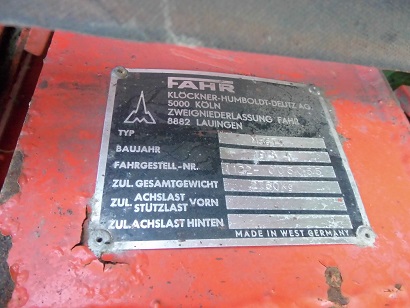 FAHR
KLÖCKNER-HUMBOLDT-DEUTZ AG
5000 KÖLN
ZWEIGNIEDERLASSUNG FAHR
8882 LAUINGEN
TYP
BAUJAHR
FAHRGESTELL-NR.
ZUL. GESAMTGEWICHT
ZUL. ACHSLAST VORN
STÜTZLAST
ZUL. ACHSLAST HINTEN
MADE IN WEST GERMANY